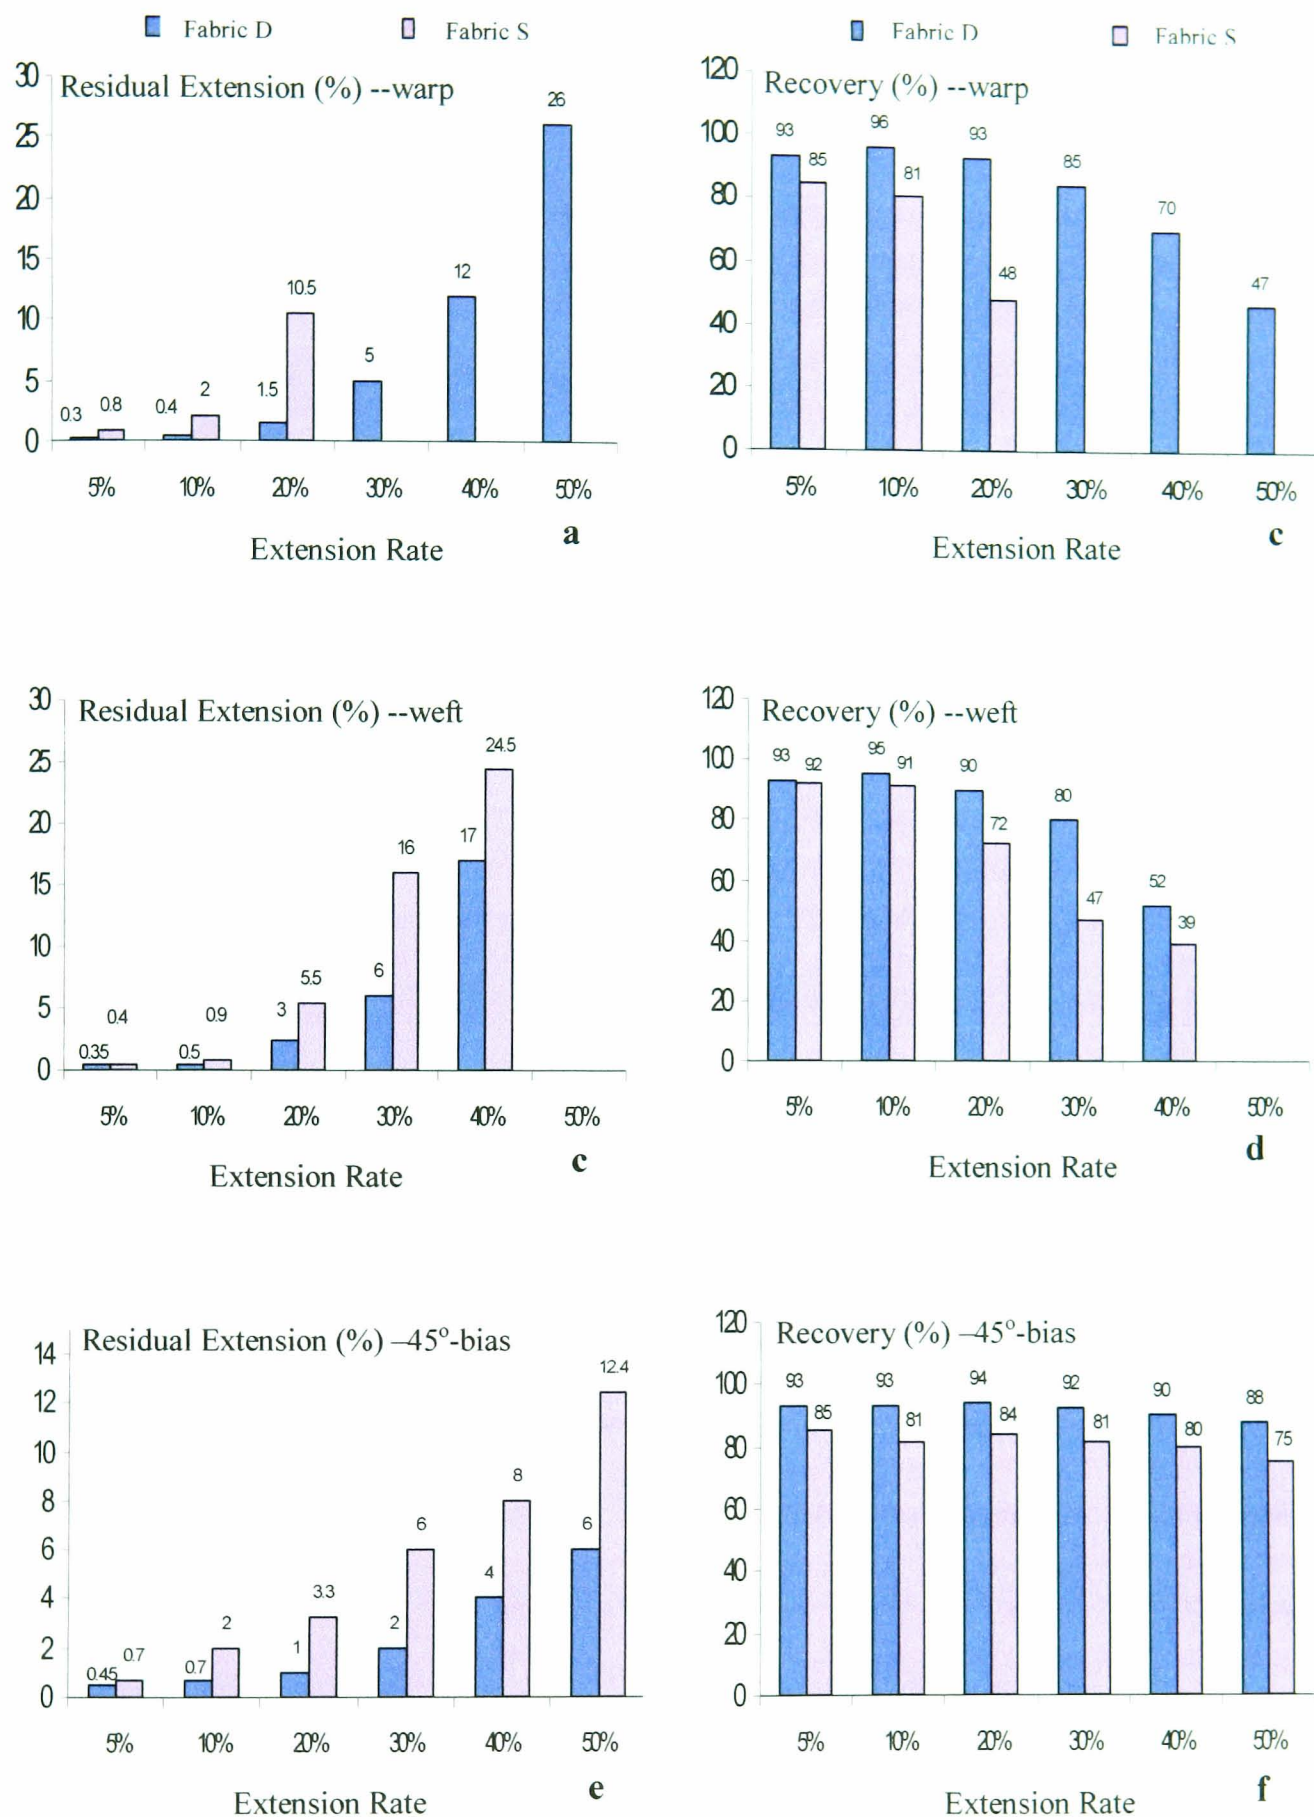 Fabric D Fabric S
30 Residual Extension (%) --warp
26
25
20
15
12
10.5
10
5
5
2
1.5
0.8
0.4
0.3
0
5% 10% 20% 30% 40% 50%
Extension Rate a
Fabric D Fabric S
120
Recovery (%) --warp
100
93 85 96 81 93 48 85 70 47
80
60
40
20
0
5% 10% 20% 30% 40% 50%
Extension Rate c
30 Residual Extension (%) --weft
25
24.5
20
17
16
15
10
6
5.5
5
3
0.9
0.4
0.35 0.5
0
5% 10% 20% 30% 40% 50%
Extension Rate c
120
Recovery (%) --weft
100
93 92 95 91 90 72 80 47 52 39
80
60
40
20
0
5% 10% 20% 30% 40% 50%
Extension Rate d
Residual Extension (%) –45º-bias
14
12.4
12
10
8
8
6
6 6
4
4
3.3
2
2 2
1
0.7
0.45 0.7
0
5% 10% 20% 30% 40% 50%
Extension Rate e
120
Recovery (%) –45º-bias
100
93 85 93 81 94 84 92 81 90 80 88 75
80
60
40
20
0
5% 10% 20% 30% 40% 50%
Extension Rate f